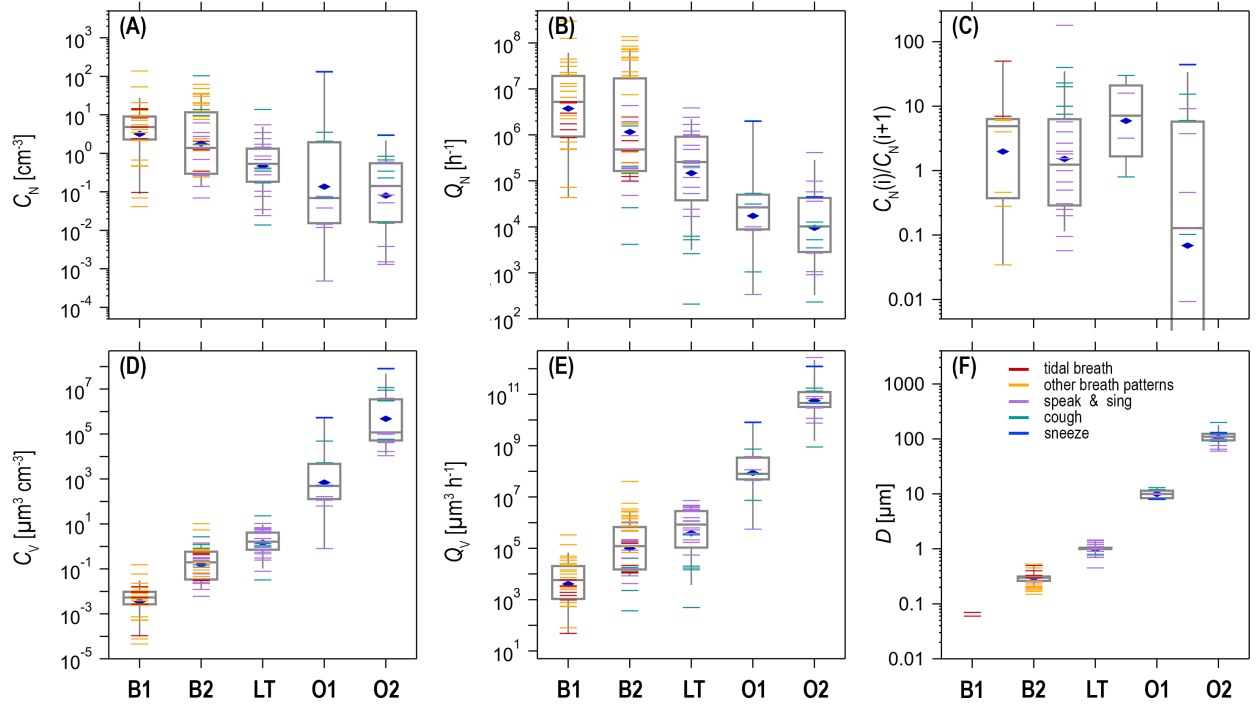 (A)
C_N [cm⁻³]
10³
10²
10¹
10⁰
10⁻¹
10⁻²
10⁻³
10⁻⁴
(B)
Q_N [h⁻¹]
10⁸
10⁷
10⁶
10⁵
10⁴
10³
10²
(C)
C_N(i)/C_N(i+1)
100
10
1
0.1
0.01
(D)
C_V [µm³ cm⁻³]
10⁷
10⁵
10³
10¹
10⁻¹
10⁻³
10⁻⁵
B1 B2 LT O1 O2
(E)
Q_V [µm³ h⁻¹]
10¹¹
10⁹
10⁷
10⁵
10³
10¹
B1 B2 LT O1 O2
(F)
D [µm]
1000
100
10
1
0.1
0.01
tidal breath
other breath patterns
speak & sing
cough
sneeze
B1 B2 LT O1 O2